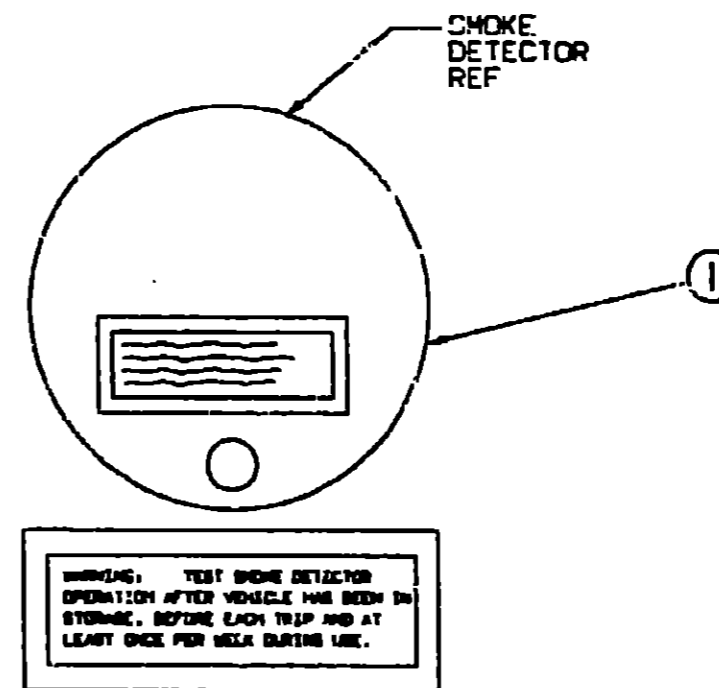 SMOKE
DETECTOR
REF
1
WARNING: TEST SMOKE DETECTOR
OPERATION AFTER VEHICLE HAS BEEN IN
STORAGE, BEFORE EACH TRIP AND AT
LEAST ONCE PER WEEK DURING USE.